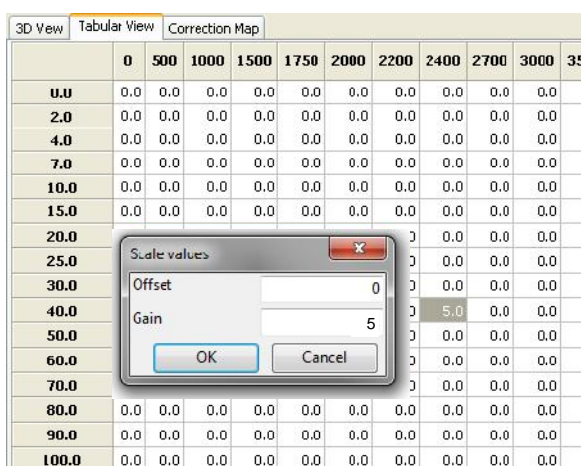 3D View Tabular View Correction Map
0 500 1000 1500 1750 2000 2200 2400 2700 3000 35
0.0 0.0 0.0 0.0 0.0 0.0 0.0 0.0 0.0 0.0 0.0
2.0 0.0 0.0 0.0 0.0 0.0 0.0 0.0 0.0 0.0 0.0
4.0 0.0 0.0 0.0 0.0 0.0 0.0 0.0 0.0 0.0 0.0
7.0 0.0 0.0 0.0 0.0 0.0 0.0 0.0 0.0 0.0 0.0
10.0 0.0 0.0 0.0 0.0 0.0 0.0 0.0 0.0 0.0 0.0
15.0 0.0 0.0 0.0 0.0 0.0 0.0 0.0 0.0 0.0 0.0
20.0 0.0 0.0 0.0
25.0 0.0 0.0 0.0
30.0 0.0 0.0 0.0
40.0 5.0 0.0 0.0
50.0 0.0 0.0 0.0
60.0 0.0 0.0 0.0
70.0 0.0 0.0 0.0
80.0 0.0 0.0 0.0 0.0 0.0 0.0 0.0 0.0 0.0 0.0
90.0 0.0 0.0 0.0 0.0 0.0 0.0 0.0 0.0 0.0 0.0
100.0 0.0 0.0 0.0 0.0 0.0 0.0 0.0 0.0 0.0 0.0
Scale values
Offset 0
Gain 5
OK Cancel